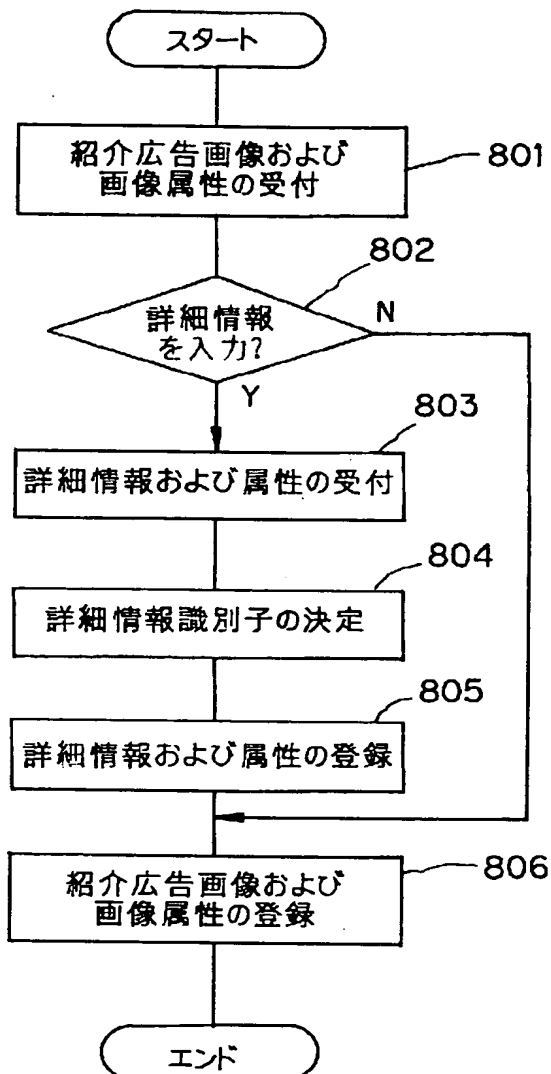 スタート
紹介広告画像および
画像属性の受付
801
802
詳細情報
を入力?
N
Y
803
詳細情報および属性の受付
804
詳細情報識別子の決定
805
詳細情報および属性の登録
806
紹介広告画像および
画像属性の登録
エンド